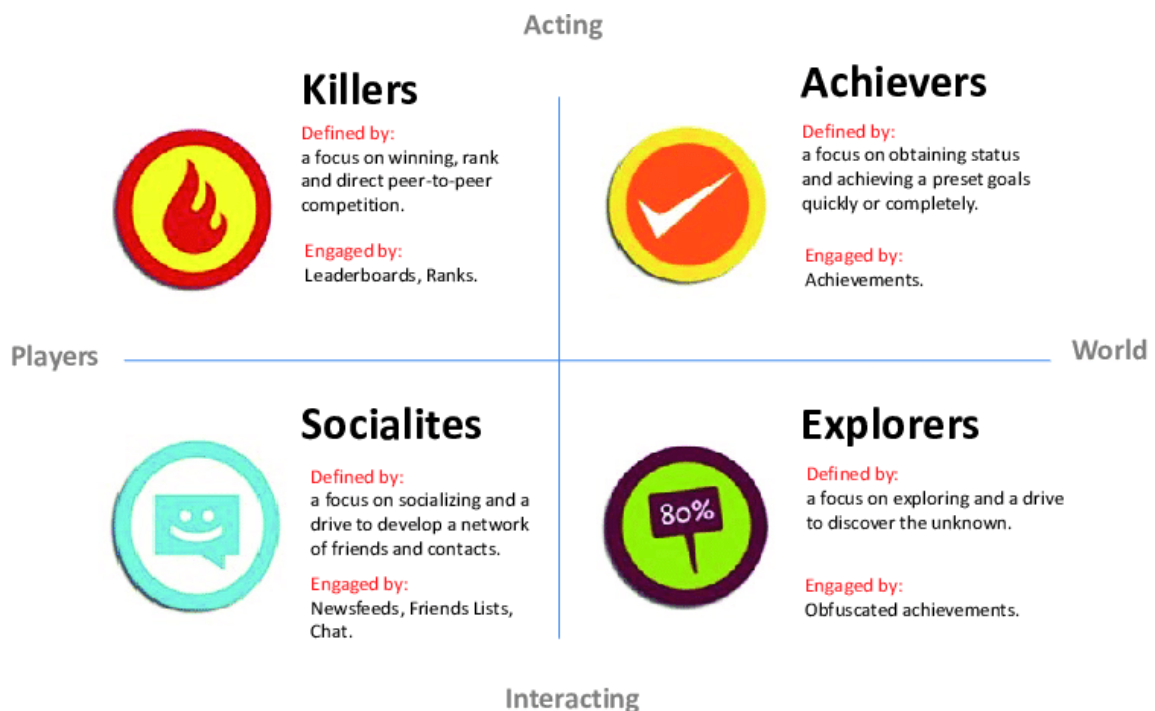 Acting
Killers
Defined by:
a focus on winning, rank
and direct peer-to-peer
competition.
Engaged by:
Leaderboards, Ranks.
Achievers
Defined by:
a focus on obtaining status
and achieving a preset goals
quickly or completely.
Engaged by:
Achievements.
Players
World
Socialites
Defined by:
a focus on socializing and a
drive to develop a network
of friends and contacts.
Engaged by:
Newsfeeds, Friends Lists,
Chat.
80%
Explorers
Defined by:
a focus on exploring and a drive
to discover the unknown.
Engaged by:
Obfuscated achievements.
Interacting